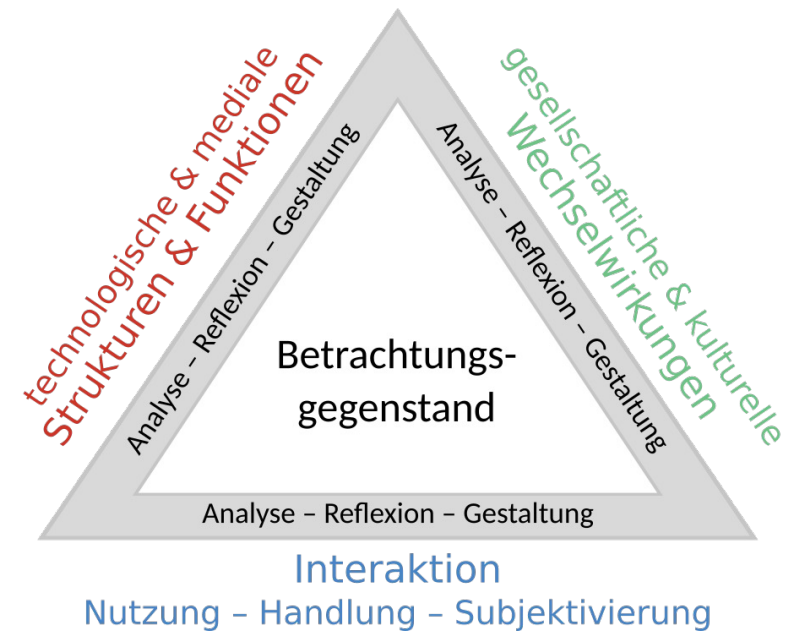 technologische & mediale
Strukturen & Funktionen
gesellschaftliche & kulturelle
Wechselwirkungen
Analyse – Reflexion – Gestaltung
Analyse – Reflexion – Gestaltung
Betrachtungs-
gegenstand
Analyse – Reflexion – Gestaltung
Interaktion
Nutzung – Handlung – Subjektivierung